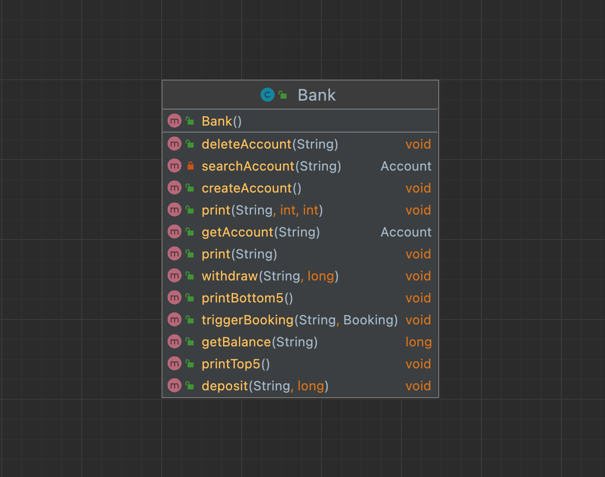 Bank
Bank()
deleteAccount(String) void
searchAccount(String) Account
createAccount() void
print(String, int, int) void
getAccount(String) Account
print(String) void
withdraw(String, long) void
printBottom5() void
triggerBooking(String, Booking) void
getBalance(String) long
printTop5() void
deposit(String, long) void